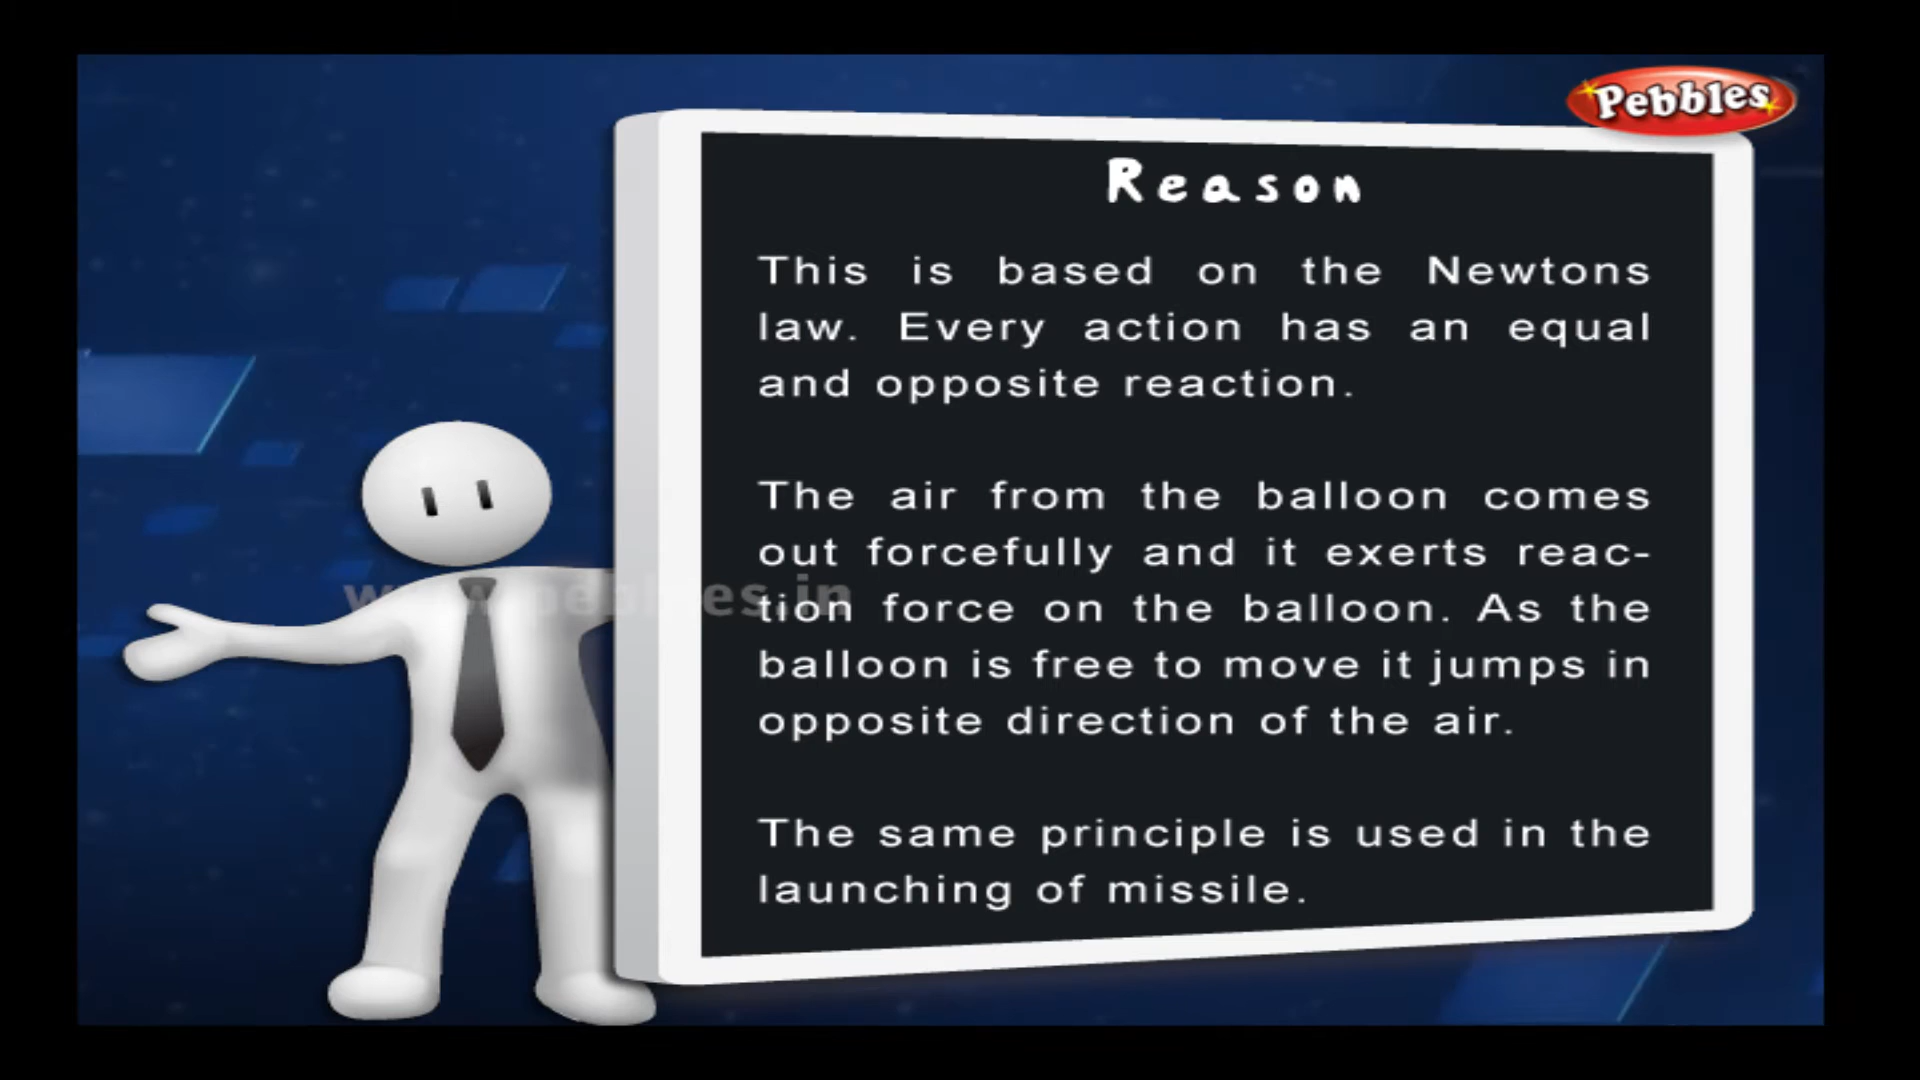 Pebbles
Reason
This is based on the Newtons
law. Every action has an equal
and opposite reaction.
The air from the balloon comes
out forcefully and it exerts reac-
tion force on the balloon. As the
balloon is free to move it jumps in
opposite direction of the air.
The same principle is used in the
launching of missile.
www.pebbles.in